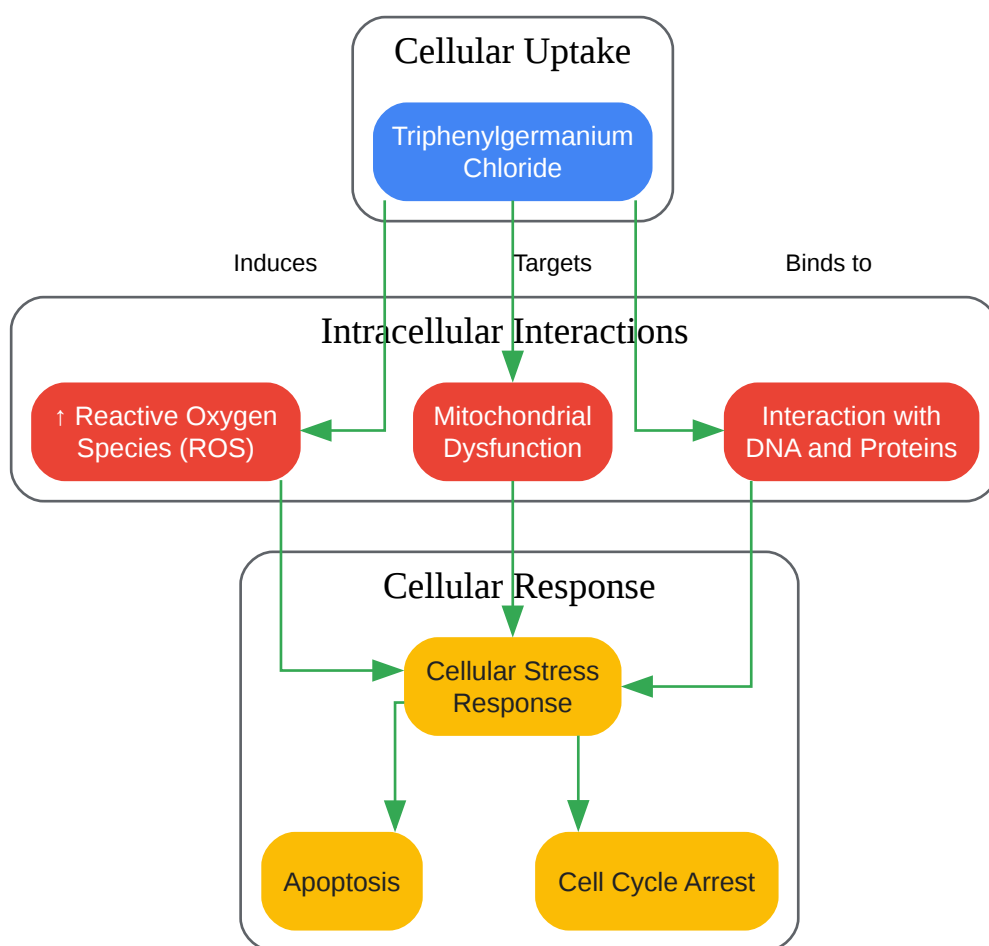 Cellular Uptake
Triphenylgermanium
Chloride
Induces
Targets
Binds to
Intracellular Interactions
↑ Reactive Oxygen
Species (ROS)
Mitochondrial
Dysfunction
Interaction with
DNA and Proteins
Cellular Response
Cellular Stress
Response
Apoptosis
Cell Cycle Arrest